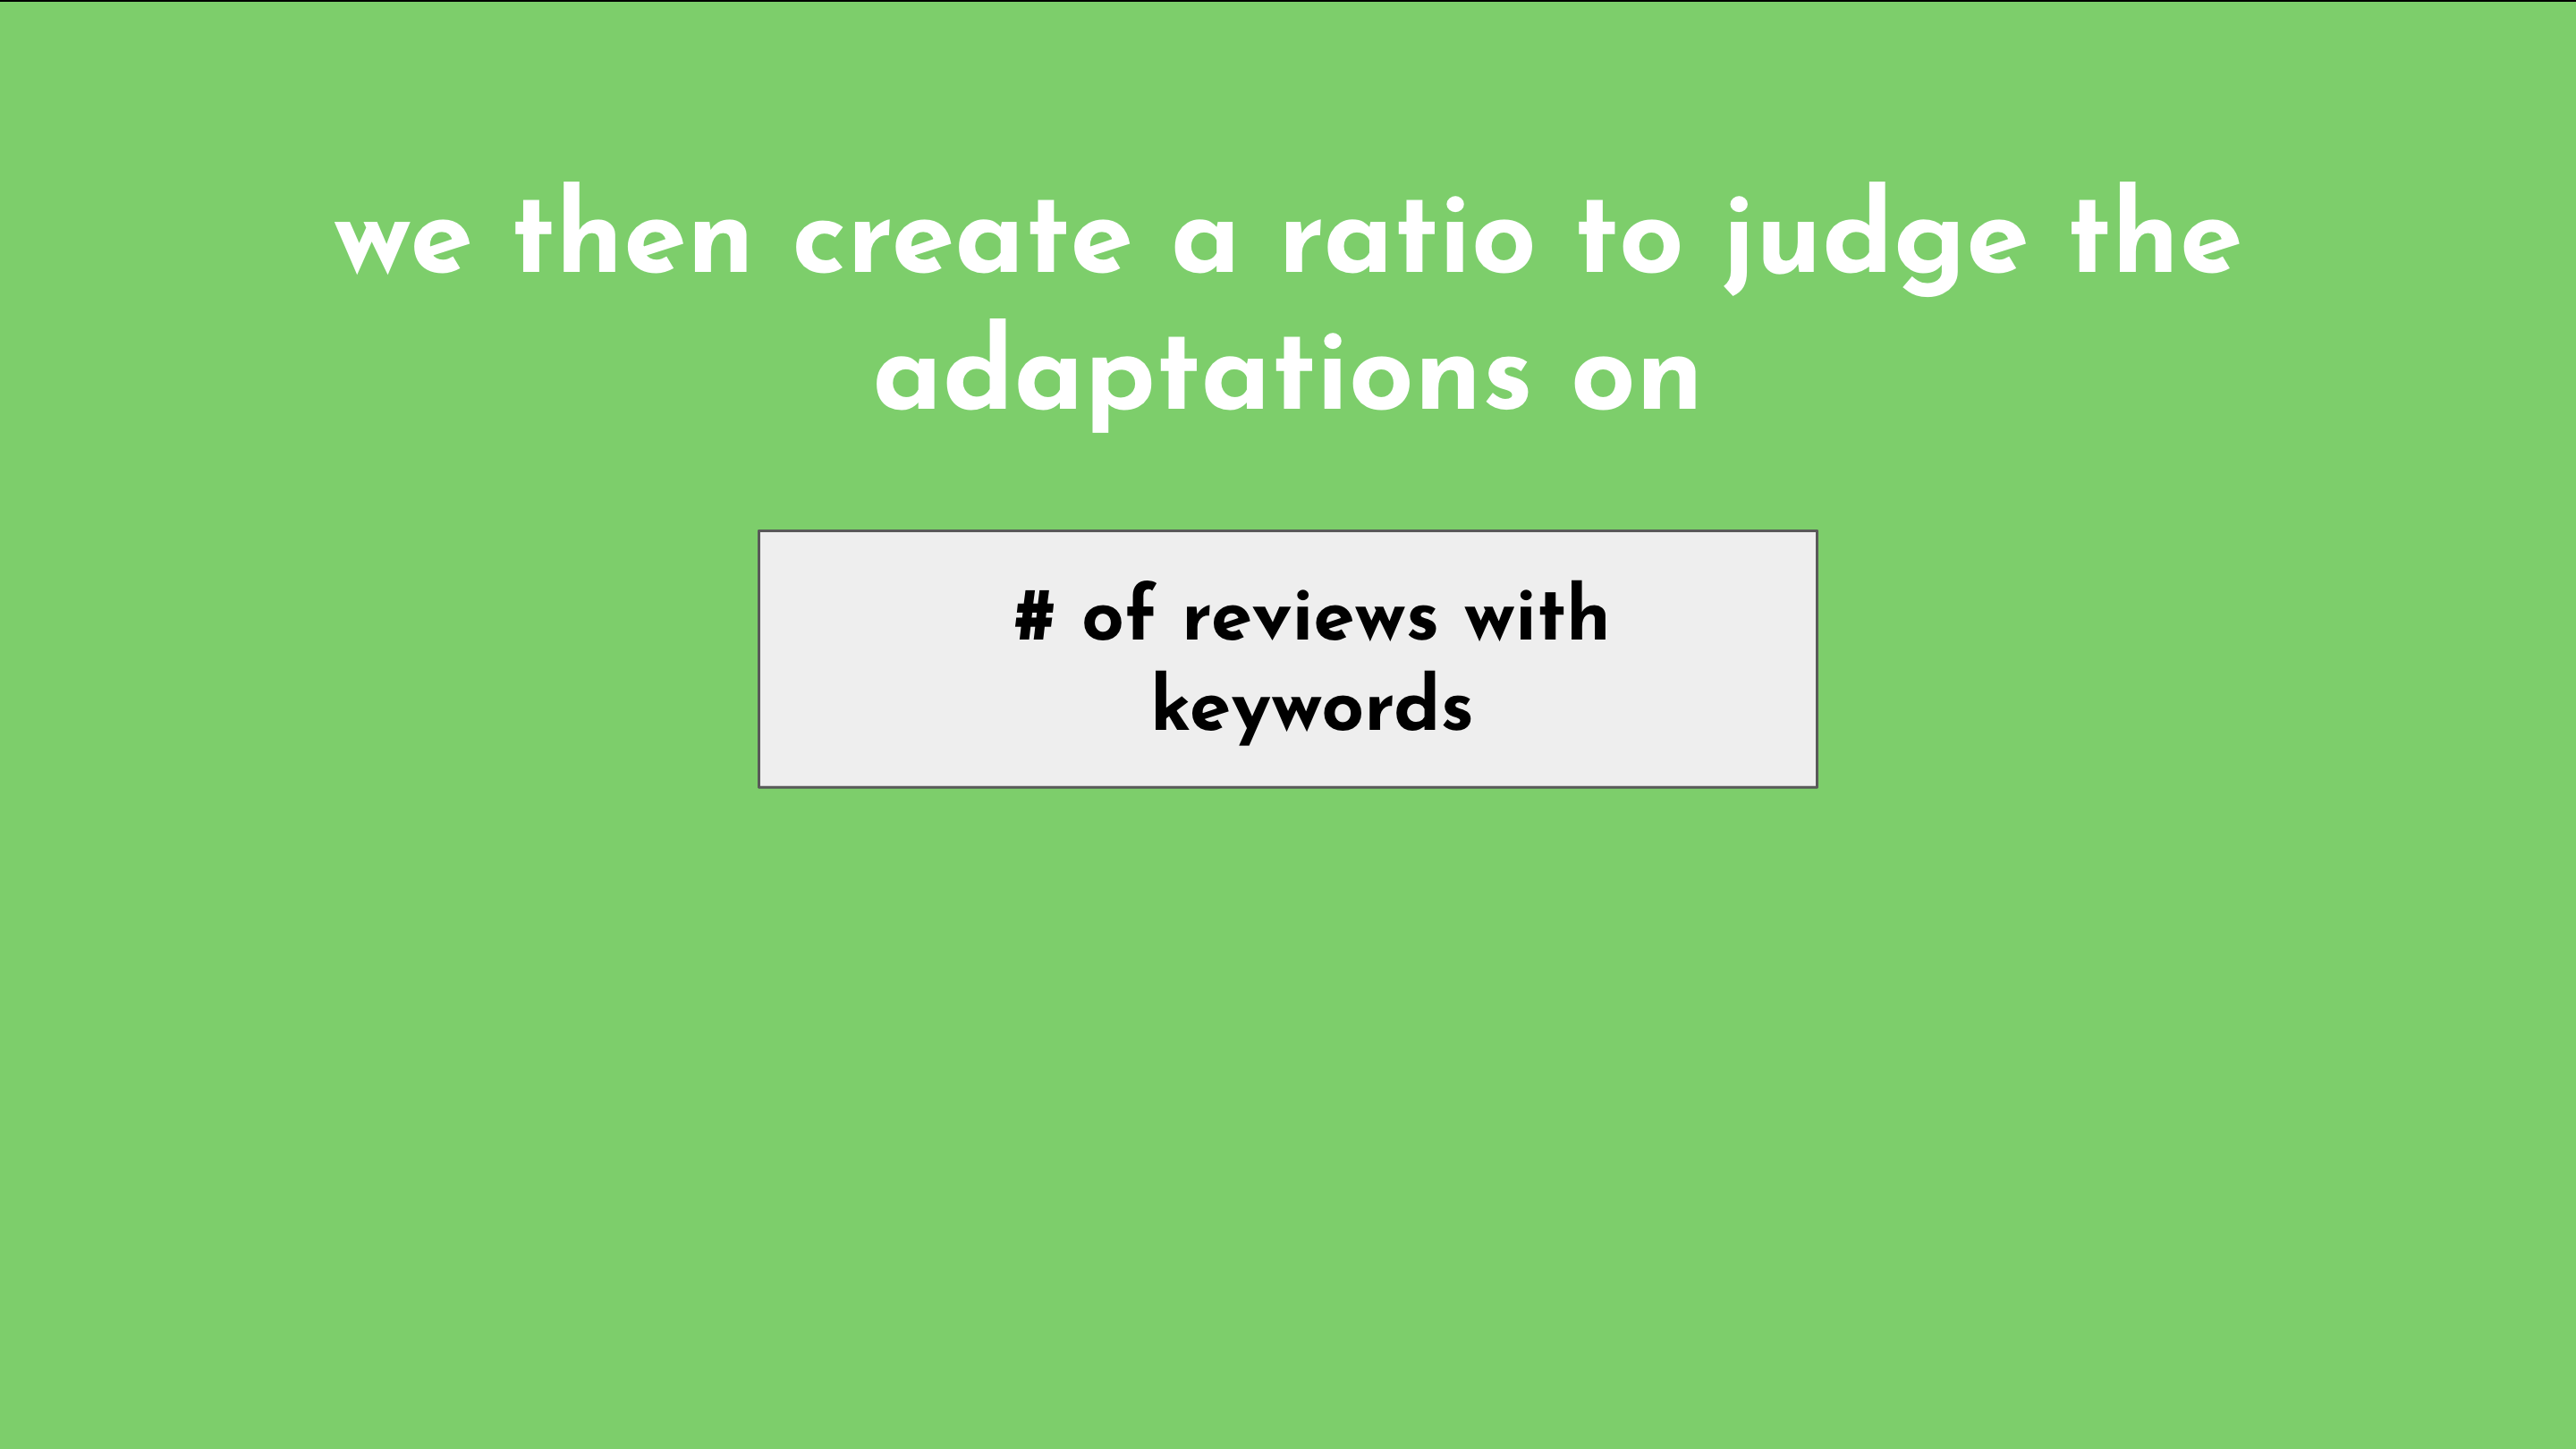 we then create a ratio to judge the
adaptations on
# of reviews with
keywords